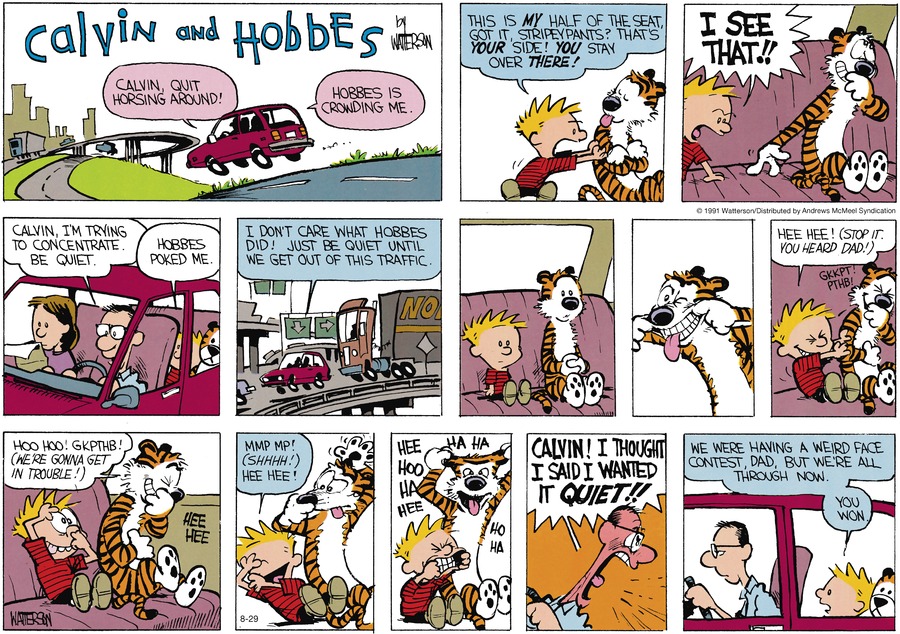 Calvin and Hobbes
by
WATTERSON
CALVIN, QUIT
HORSING AROUND!
HOBBES IS
CROWDING ME.
THIS IS MY HALF OF THE SEAT,
GOT IT, STRIPEYPANTS? THAT'S
YOUR SIDE! YOU STAY
OVER THERE!
I SEE
THAT!!
© 1991 Watterson/Distributed by Andrews McMeel Syndication
CALVIN, I'M TRYING
TO CONCENTRATE.
BE QUIET.
HOBBES
POKED ME.
I DON'T CARE WHAT HOBBES
DID! JUST BE QUIET UNTIL
WE GET OUT OF THIS TRAFFIC.
NO
HEE HEE! (STOP IT.
YOU HEARD DAD!)
GKKPT!
PTHB!
HOO HOO! GKPTHB!
(WE'RE GONNA GET
IN TROUBLE!)
HEE
HEE
WATTERSON
MMP MP!
(SHHHH!)
HEE HEE!
8-29
HEE
HOO
HA
HEE
HA HA
HO
HA
CALVIN! I THOUGHT
I SAID I WANTED
IT QUIET!!
WE WERE HAVING A WEIRD FACE
CONTEST, DAD, BUT WE'RE ALL
THROUGH NOW.
YOU
WON.